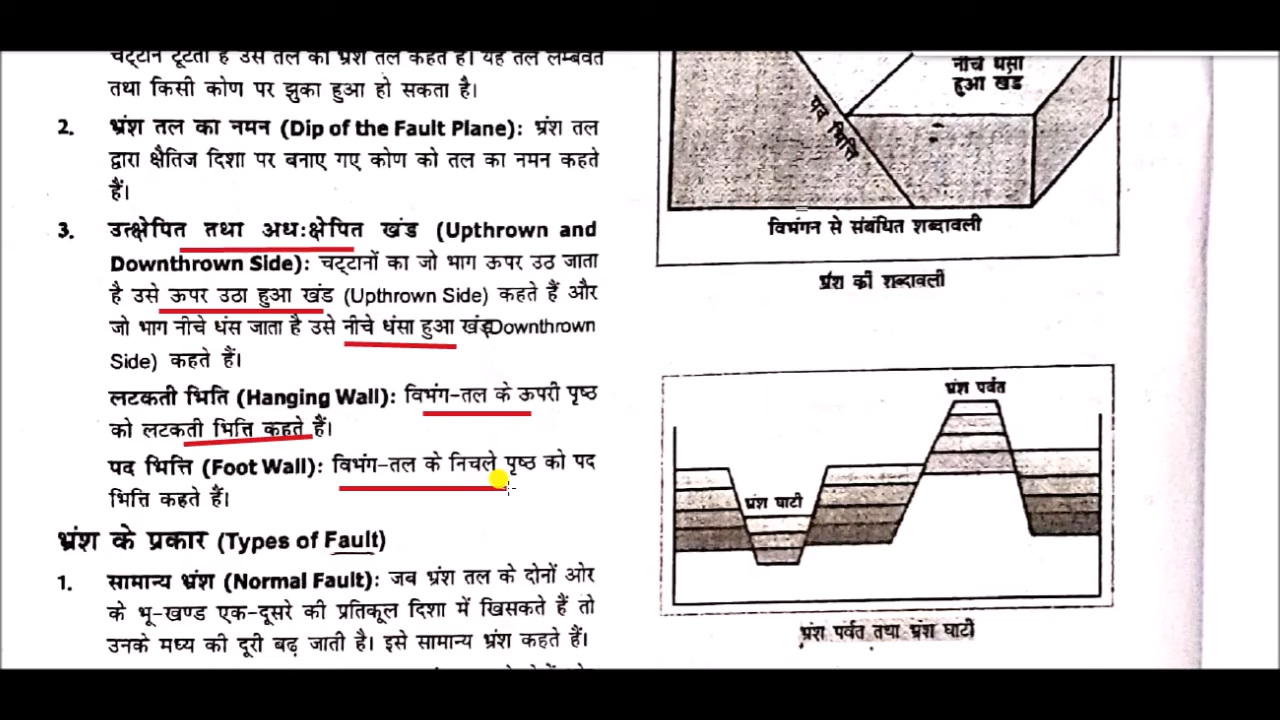 चट्टान टूटती है उस तल को भ्रंश तल कहते हैं। यह तल लम्बवत
तथा किसी कोण पर झुका हुआ हो सकता है।
2. भ्रंश तल का नमन (Dip of the Fault Plane): भ्रंश तल
द्वारा क्षैतिज दिशा पर बनाए गए कोण को तल का नमन कहते
हैं।
3. उत्क्षेपित तथा अधःक्षेपित खंड (Upthrown and
Downthrown Side): चट्टानों का जो भाग ऊपर उठ जाता
है उसे ऊपर उठा हुआ खंड (Upthrown Side) कहते हैं और
जो भाग नीचे धंस जाता है उसे नीचे धंसा हुआ खंड(Downthrown
Side) कहते हैं।
लटकती भिति (Hanging Wall): विभंग-तल के ऊपरी पृष्ठ
को लटकती भित्ति कहते हैं।
पद भित्ति (Foot Wall): विभंग-तल के निचले पृष्ठ को पद
भित्ति कहते हैं।
भ्रंश के प्रकार (Types of Fault)
1. सामान्य भ्रंश (Normal Fault): जब भ्रंश तल के दोनों ओर
के भू-खण्ड एक-दूसरे की प्रतिकूल दिशा में खिसकते हैं तो
उनके मध्य की दूरी बढ़ जाती है। इसे सामान्य भ्रंश कहते हैं।
नीचे धंसा
हुआ खंड
पद भित्ति
विभंगन से संबंधित शब्दावली
भ्रंश की शब्दावली
भ्रंश पर्वत
भ्रंश घाटी
भ्रंश पर्वत तथा भ्रंश घाटी